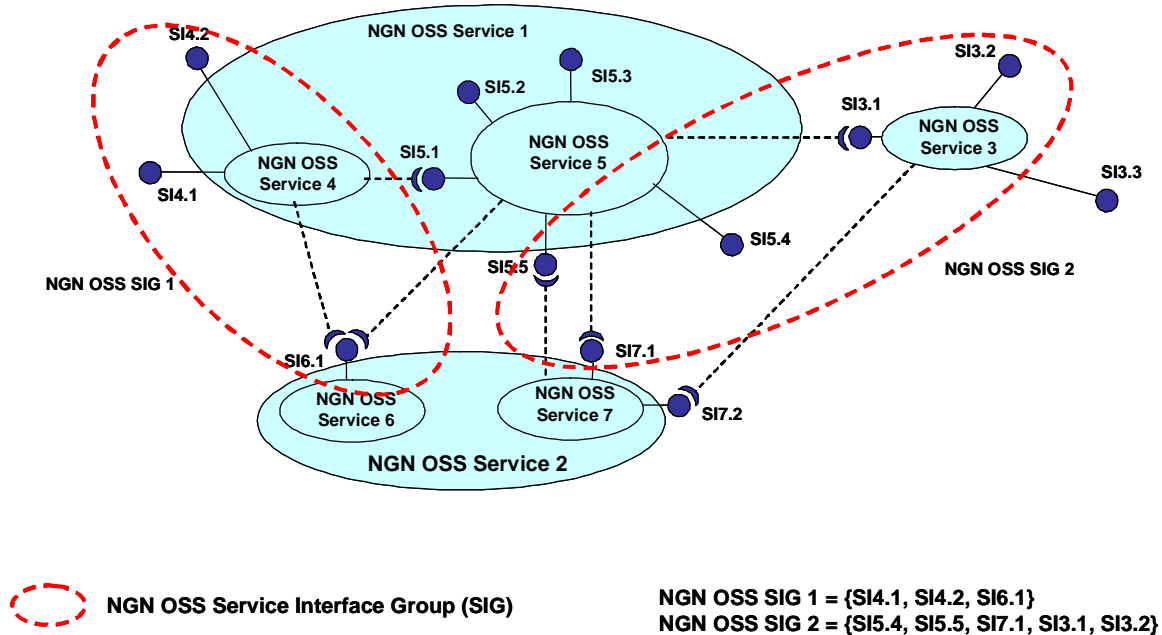 SI4.2
NGN OSS Service 1
SI5.3
SI3.2
SI5.2
SI3.1
NGN OSS
Service 3
NGN OSS
Service 5
SI5.1
NGN OSS
Service 4
SI4.1
SI3.3
SI5.4
SI5.5
NGN OSS SIG 2
NGN OSS SIG 1
SI6.1
SI7.1
NGN OSS
Service 6
NGN OSS
Service 7
SI7.2
NGN OSS Service 2
NGN OSS Service Interface Group (SIG)
NGN OSS SIG 1 = {SI4.1, SI4.2, SI6.1}
NGN OSS SIG 2 = {SI5.4, SI5.5, SI7.1, SI3.1, SI3.2}